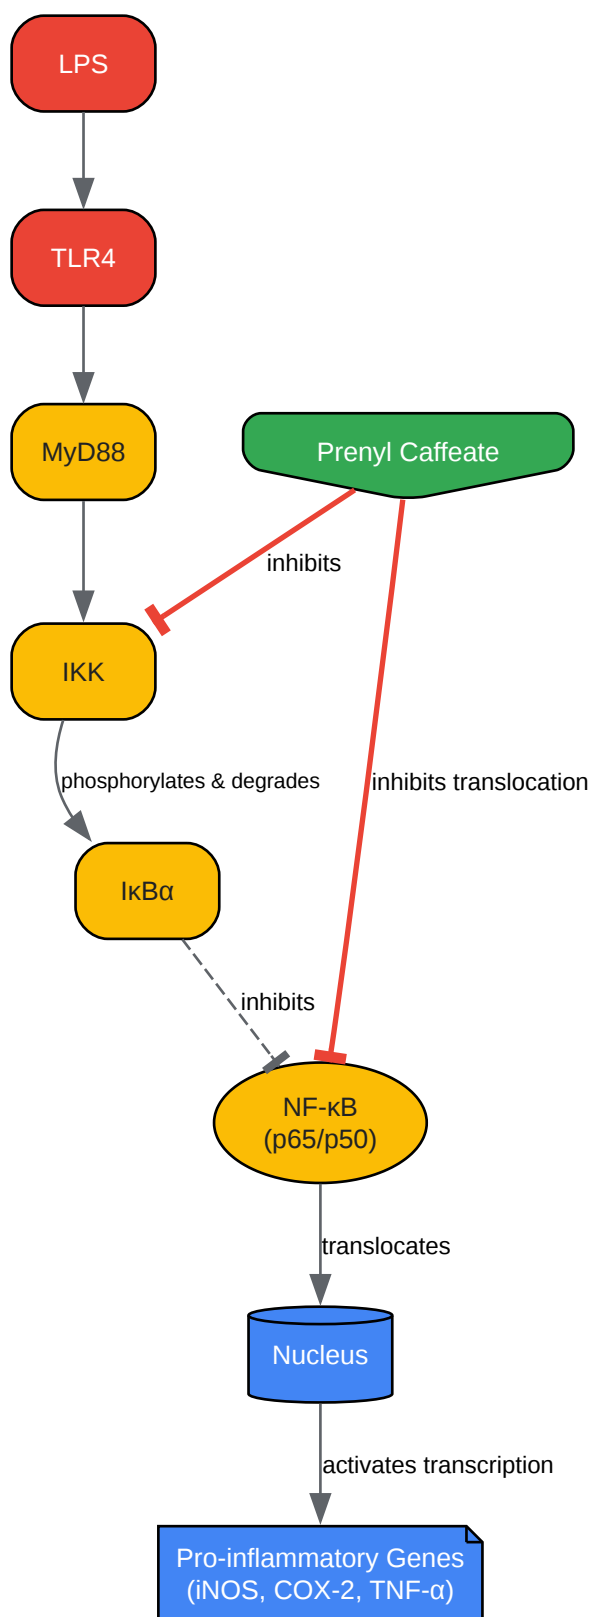 LPS
TLR4
MyD88
Prenyl Caffeate
inhibits
IKK
phosphorylates & degrades
inhibits translocation
IκBα
inhibits
NF-κB
(p65/p50)
translocates
Nucleus
activates transcription
Pro-inflammatory Genes
(iNOS, COX-2, TNF-α)